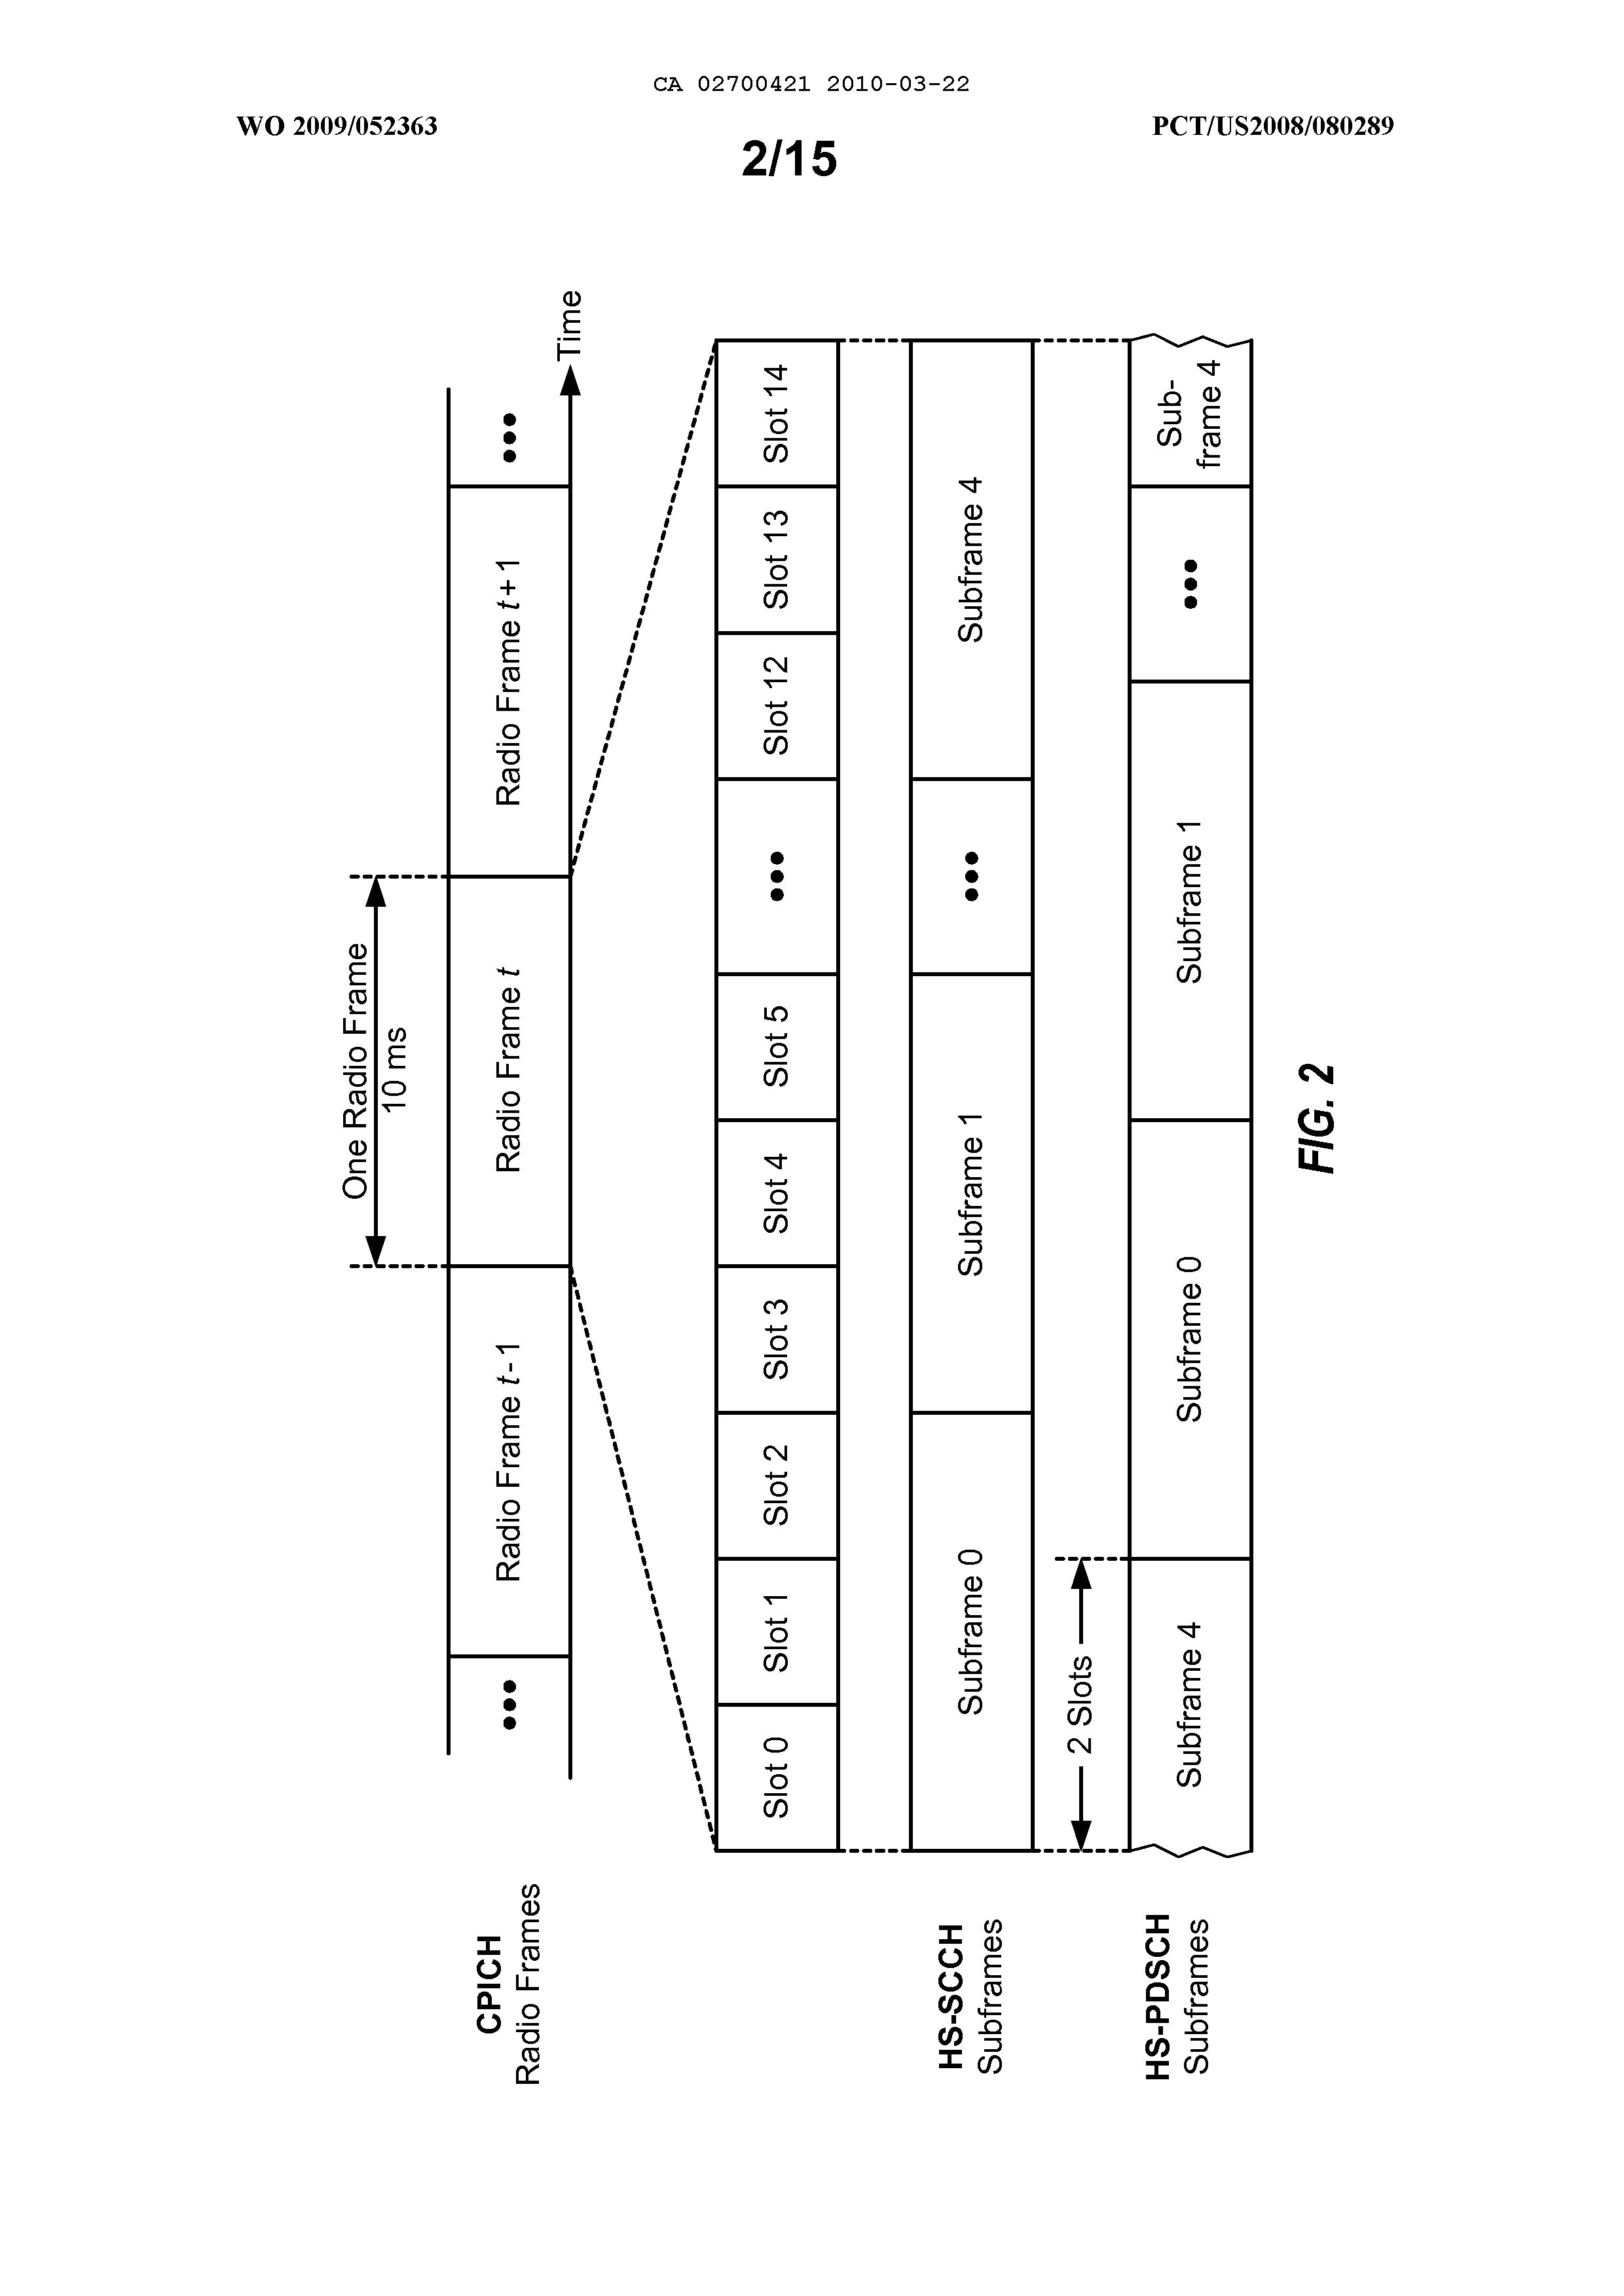 CA 02700421 2010-03-22
WO 2009/052363
PCT/US2008/080289
2/15
One Radio Frame
10 ms
CPICH
Radio Frames
•••
Radio Frame t - 1
Radio Frame t
Radio Frame t + 1
•••
Time
Slot 0
Slot 1
Slot 2
Slot 3
Slot 4
Slot 5
•••
Slot 12
Slot 13
Slot 14
HS-SCCH
Subframes
Subframe 0
Subframe 1
•••
Subframe 4
2 Slots
HS-PDSCH
Subframes
Subframe 4
Subframe 0
Subframe 1
•••
Sub-
frame 4
FIG. 2